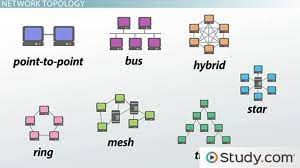 NETWORK TOPOLOGY
point-to-point
bus
hybrid
star
ring
mesh
t
Study.com